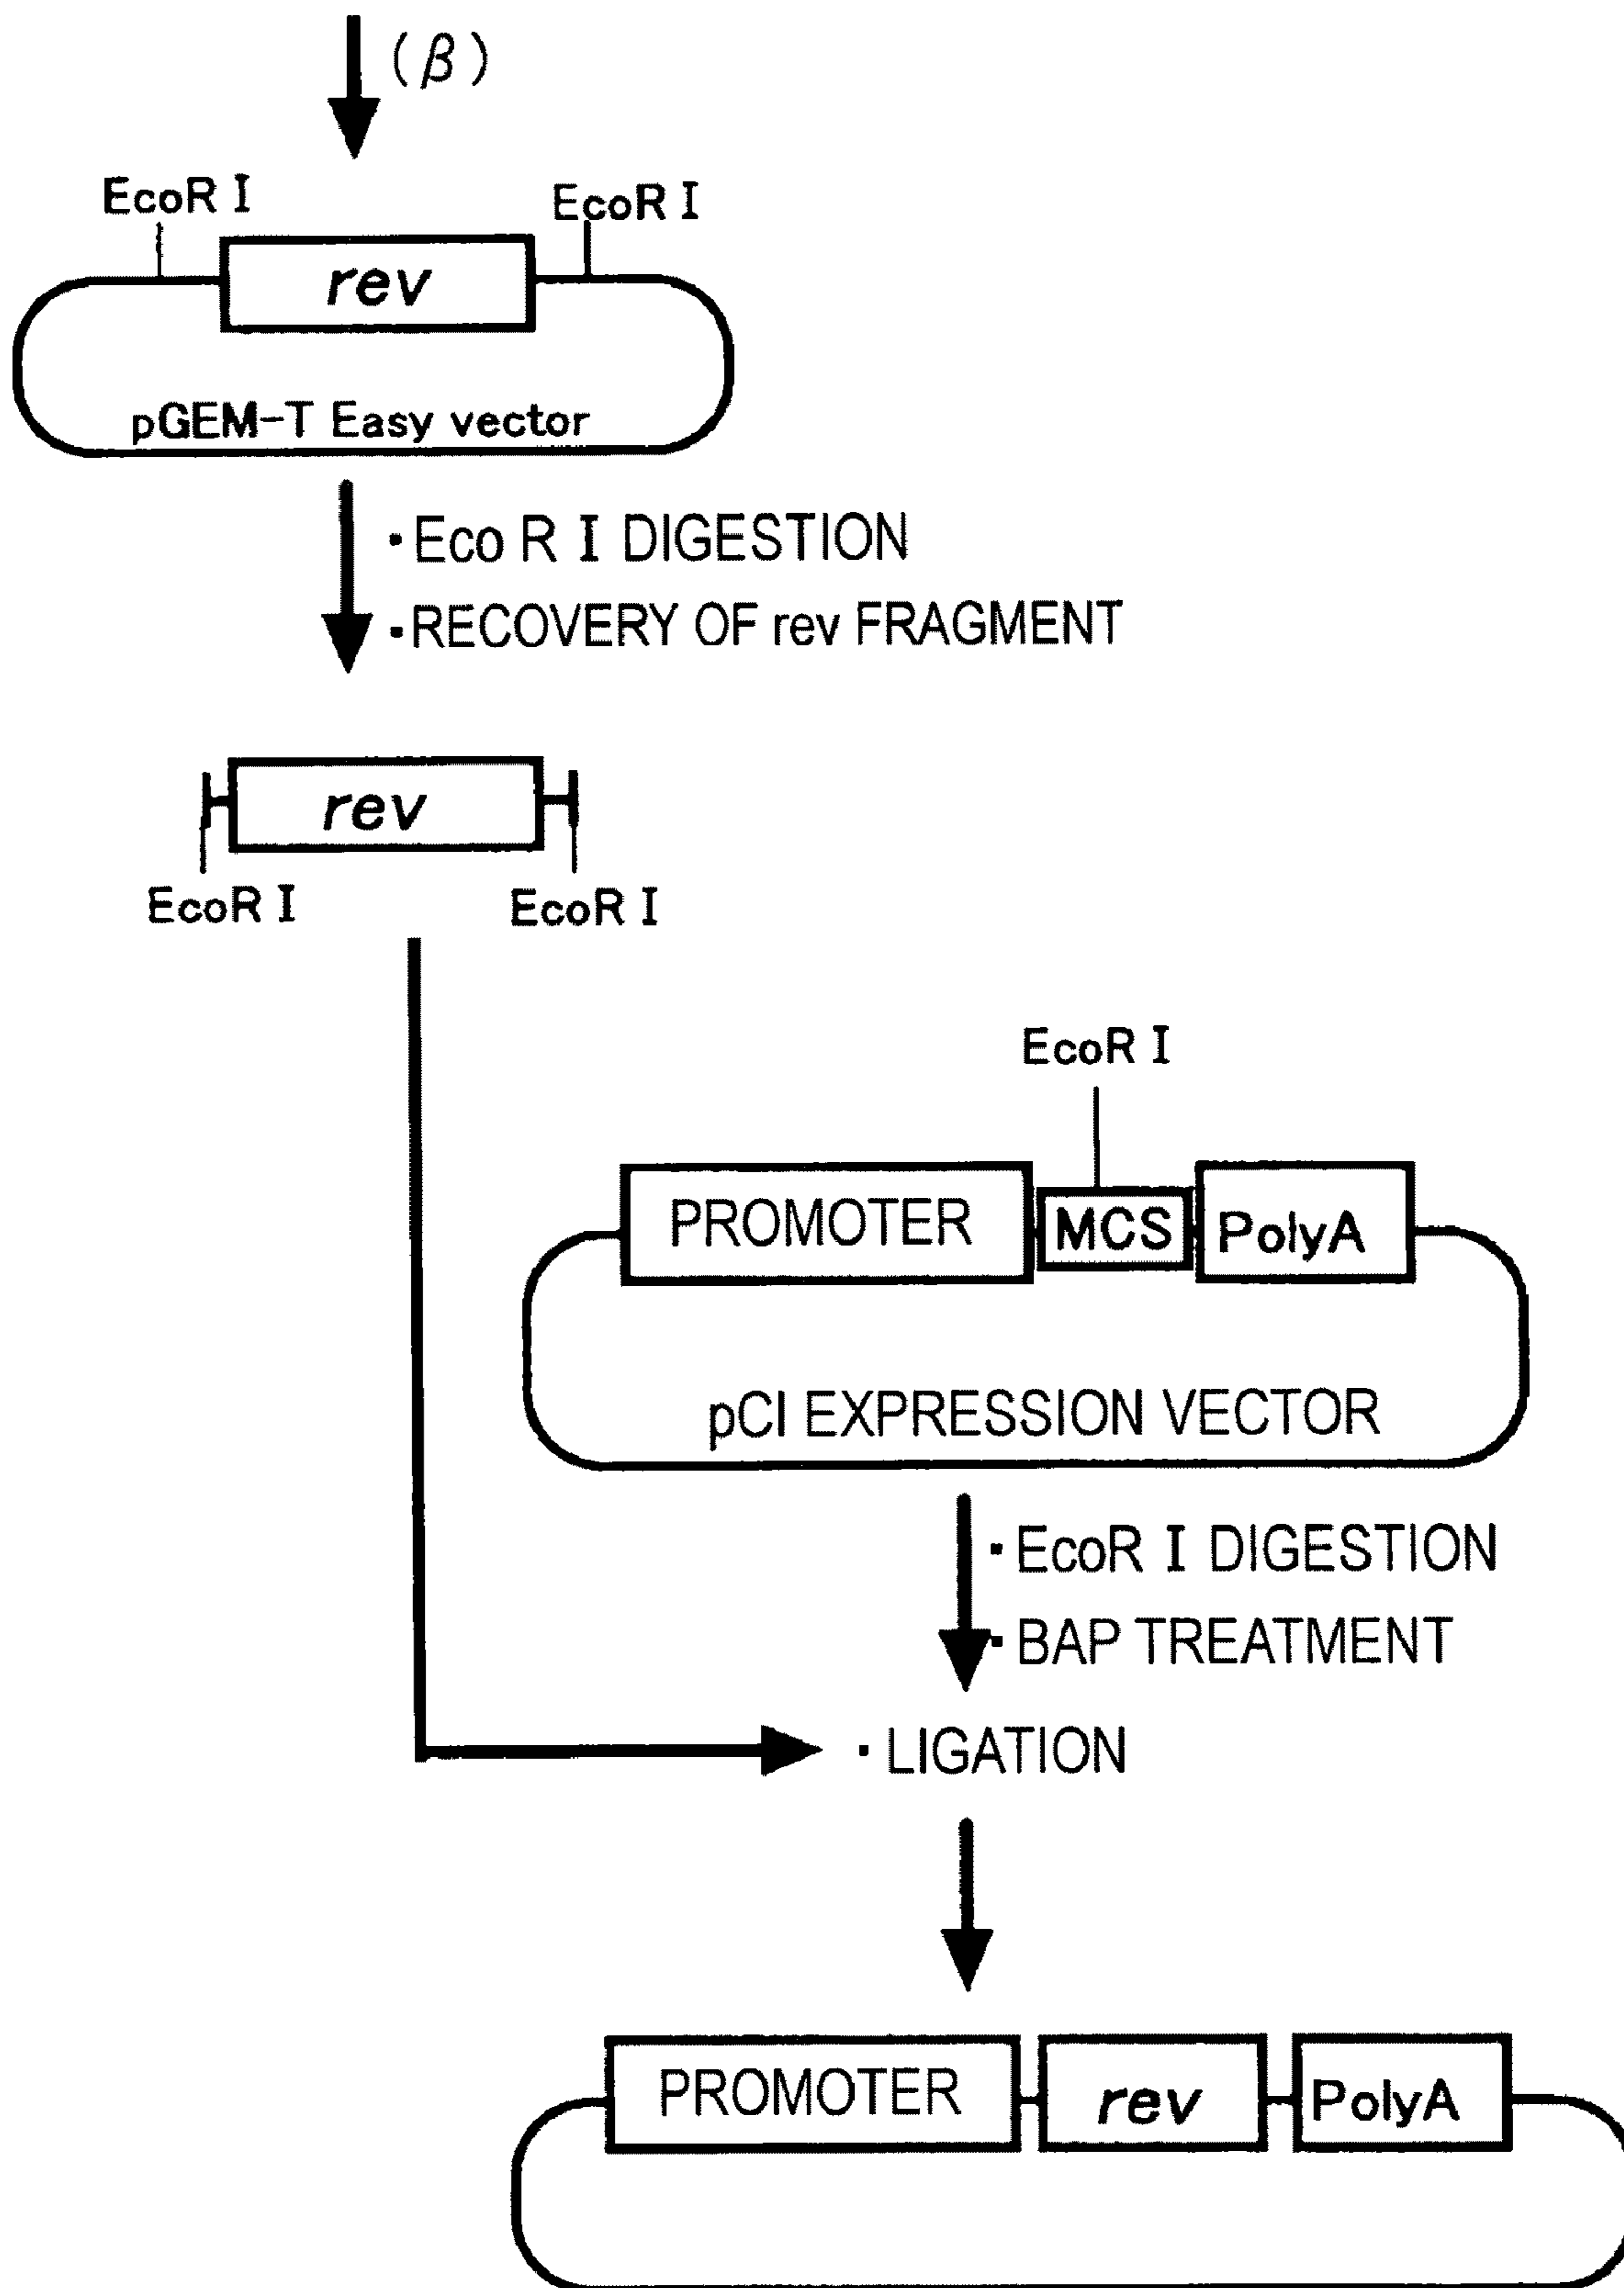 (β)
EcoR I EcoR I
rev
pGEM-T Easy vector
· Eco R I DIGESTION
· RECOVERY OF rev FRAGMENT
rev
EcoR I EcoR I
EcoR I
PROMOTER MCS PolyA
pCI EXPRESSION VECTOR
· EcoR I DIGESTION
· BAP TREATMENT
· LIGATION
PROMOTER rev PolyA